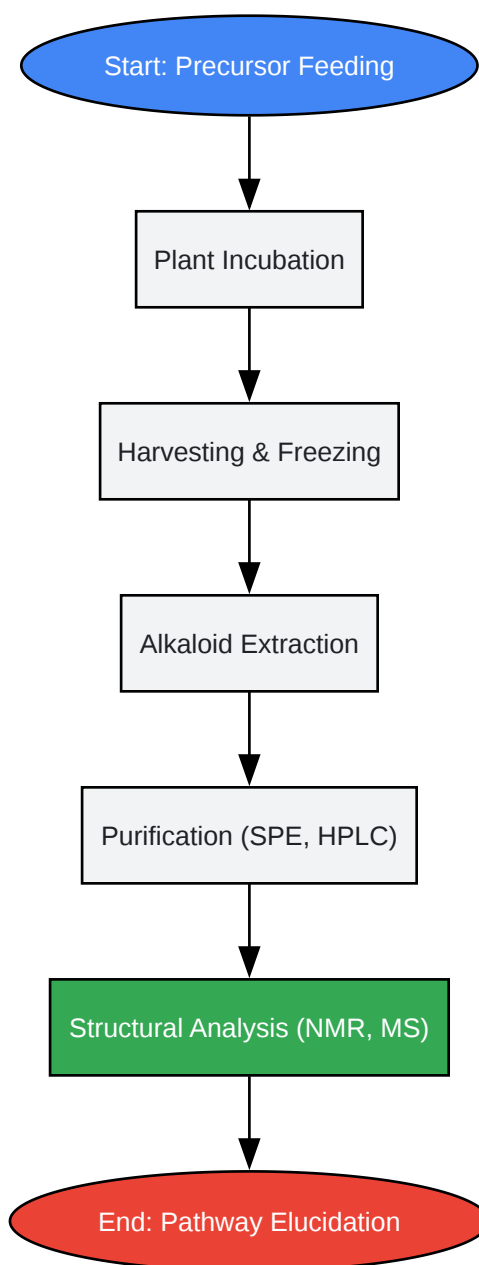 Start: Precursor Feeding
Plant Incubation
Harvesting & Freezing
Alkaloid Extraction
Purification (SPE, HPLC)
Structural Analysis (NMR, MS)
End: Pathway Elucidation